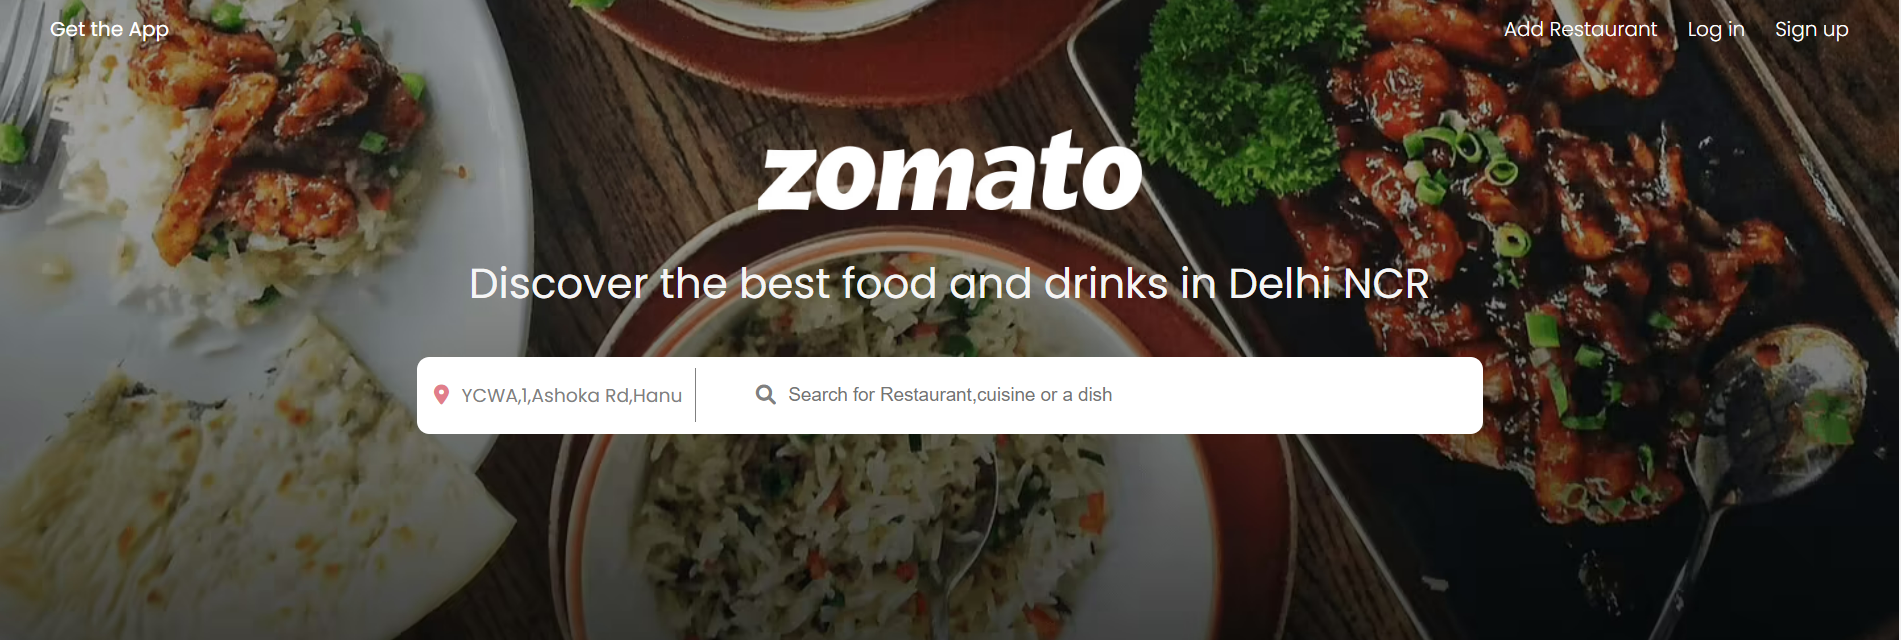 Get the App
Add Restaurant
Log in
Sign up
zomato
Discover the best food and drinks in Delhi NCR
YCWA,1,Ashoka Rd,Hanu
Search for Restaurant,cuisine or a dish